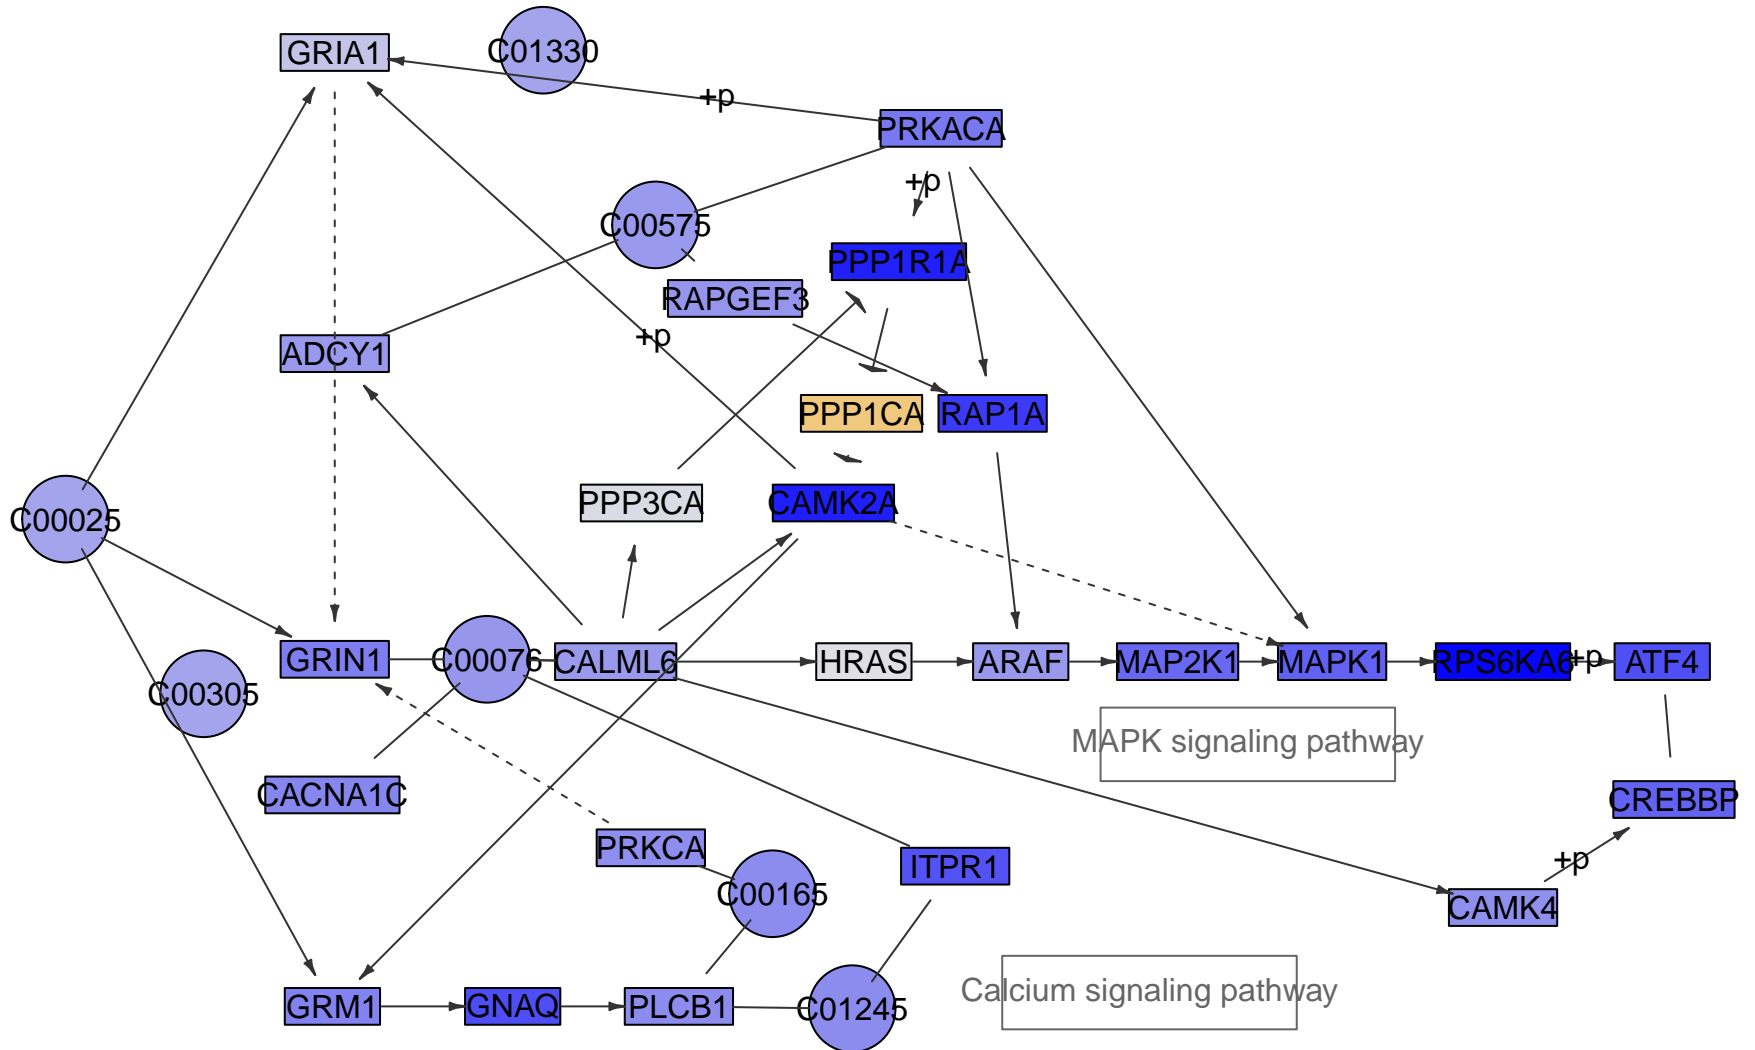 C01330
GRIA1
+p
PRKACA
+p
C00575
PPP1R1A
RAPGEF3
+p
ADCY1
PPP1CA
RAP1A
PPP3CA
CAMK2A
C00025
GRIN1
C00076
CALML6
HRAS
ARAF
MAP2K1
MAPK1
RPS6KA6
+p
ATF4
C00305
MAPK signaling pathway
CACNA1C
CREBBP
PRKCA
ITPR1
+p
C00165
CAMK4
Calcium signaling pathway
GRM1
GNAQ
PLCB1
C01245